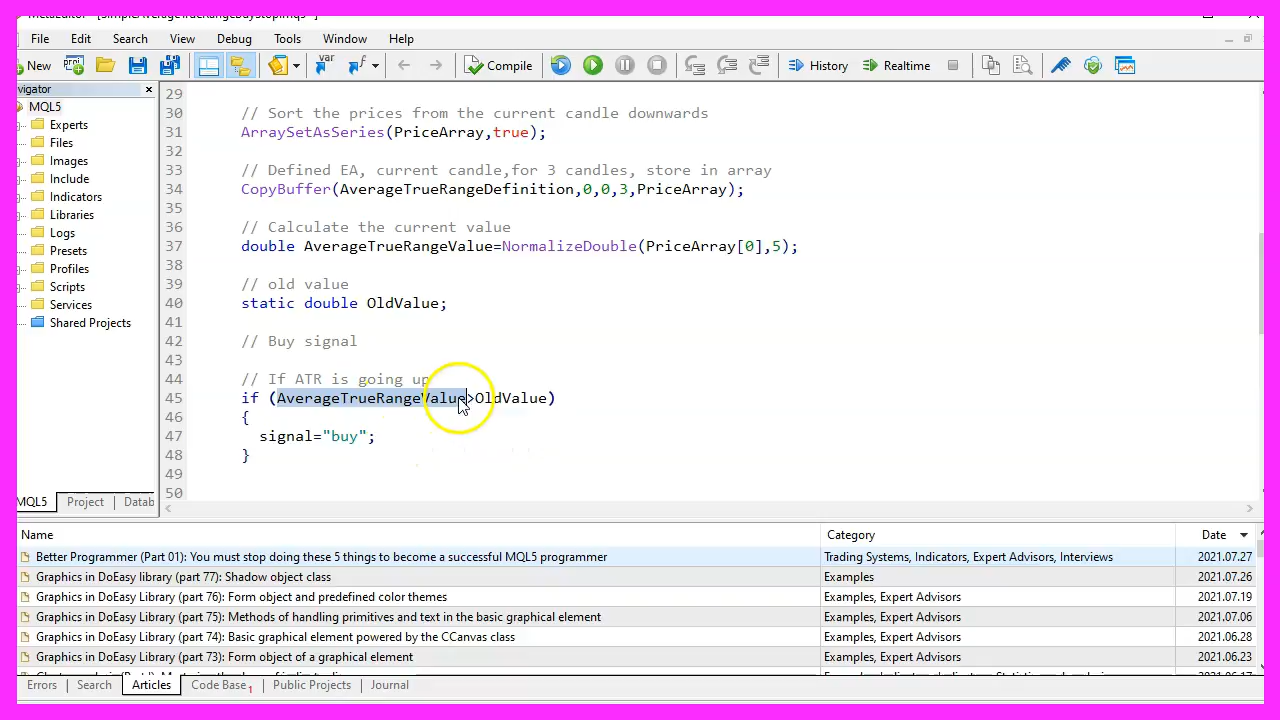 MetaEditor - [SimpleAverageTrueRangeBuyStop.mq5 *]
File Edit Search View Debug Tools Window Help
New var f Compile History Realtime
vigator
MQL5
Experts
Files
Images
Include
Indicators
Libraries
Logs
Presets
Profiles
Scripts
Services
Shared Projects
MQL5 Project Datab
29
30 // Sort the prices from the current candle downwards
31 ArraySetAsSeries(PriceArray,true);
32
33 // Defined EA, current candle,for 3 candles, store in array
34 CopyBuffer(AverageTrueRangeDefinition,0,0,3,PriceArray);
35
36 // Calculate the current value
37 double AverageTrueRangeValue=NormalizeDouble(PriceArray[0],5);
38
39 // old value
40 static double OldValue;
41
42 // Buy signal
43
44 // If ATR is going up
45 if (AverageTrueRangeValue>OldValue)
46 {
47 signal="buy";
48 }
49
50
Name Category Date
Better Programmer (Part 01): You must stop doing these 5 things to become a successful MQL5 programmer Trading Systems, Indicators, Expert Advisors, Interviews 2021.07.27
Graphics in DoEasy library (part 77): Shadow object class Examples 2021.07.26
Graphics in DoEasy Library (part 76): Form object and predefined color themes Examples, Expert Advisors 2021.07.19
Graphics in DoEasy Library (part 75): Methods of handling primitives and text in the basic graphical element Examples, Expert Advisors 2021.07.06
Graphics in DoEasy Library (part 74): Basic graphical element powered by the CCanvas class Examples, Expert Advisors 2021.06.28
Graphics in DoEasy Library (part 73): Form object of a graphical element Examples, Expert Advisors 2021.06.23
2021.06.17
Errors Search Articles Code Base 1 Public Projects Journal